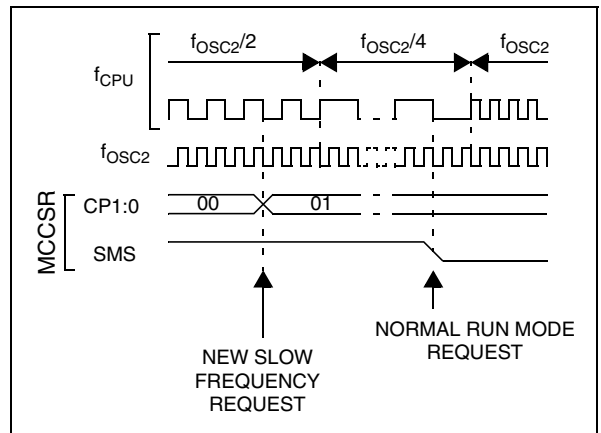 fOSC2/2 fOSC2/4 fOSC2
fCPU
fOSC2
MCCSR
CP1:0 00 01
SMS
NEW SLOW
FREQUENCY
REQUEST
NORMAL RUN MODE
REQUEST